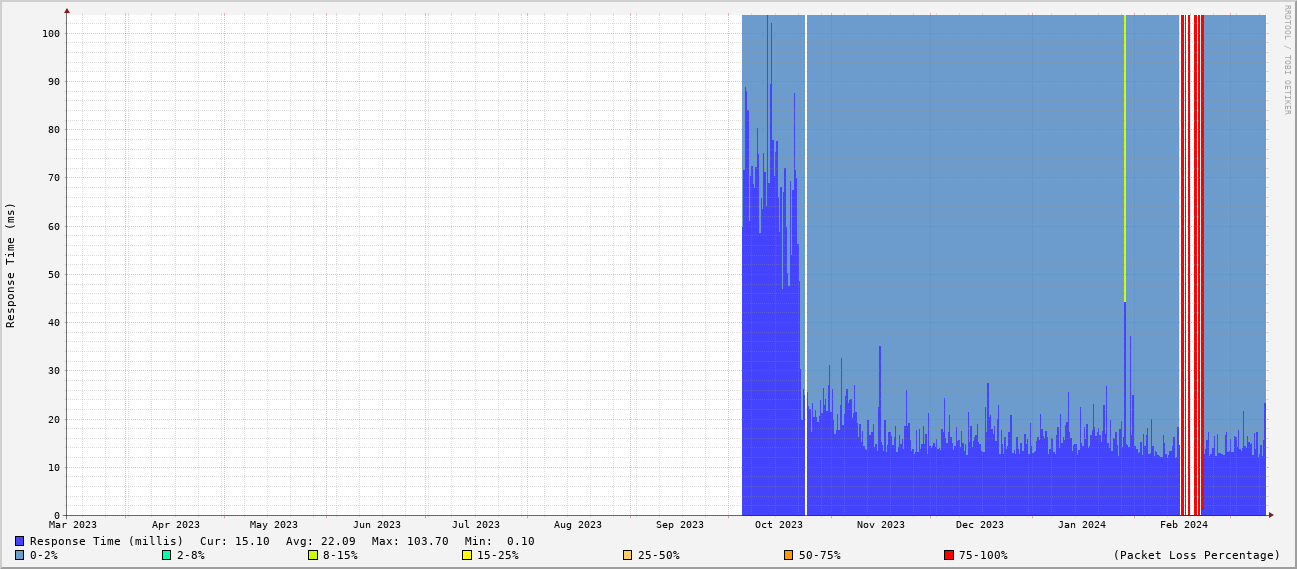 RRDTOOL / TOBI OETIKER
Response Time (ms)
100
90
80
70
60
50
40
30
20
10
0
Mar 2023 Apr 2023 May 2023 Jun 2023 Jul 2023 Aug 2023 Sep 2023 Oct 2023 Nov 2023 Dec 2023 Jan 2024 Feb 2024
Response Time (millis) Cur: 15.10 Avg: 22.09 Max: 103.70 Min: 0.10
0-2% 2-8% 8-15% 15-25% 25-50% 50-75% 75-100% (Packet Loss Percentage)